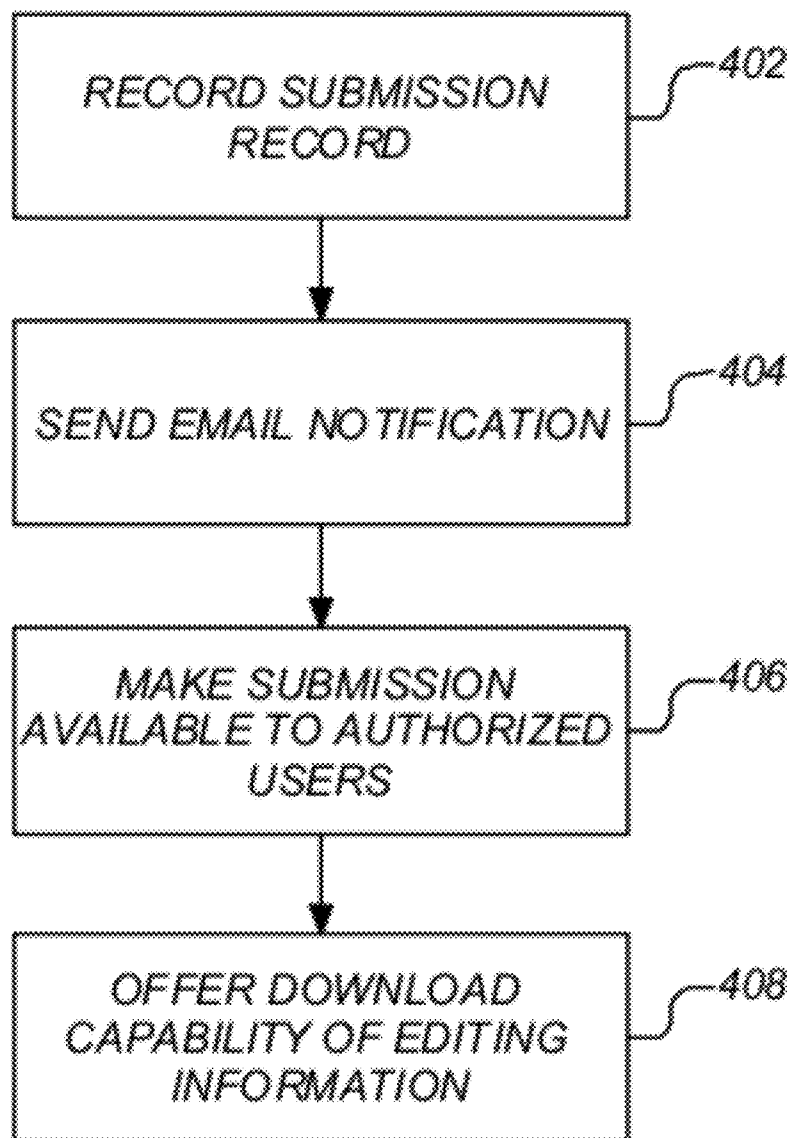 RECORD SUBMISSION
RECORD
402
SEND EMAIL NOTIFICATION
404
MAKE SUBMISSION
AVAILABLE TO AUTHORIZED
USERS
406
OFFER DOWNLOAD
CAPABILITY OF EDITING
INFORMATION
408